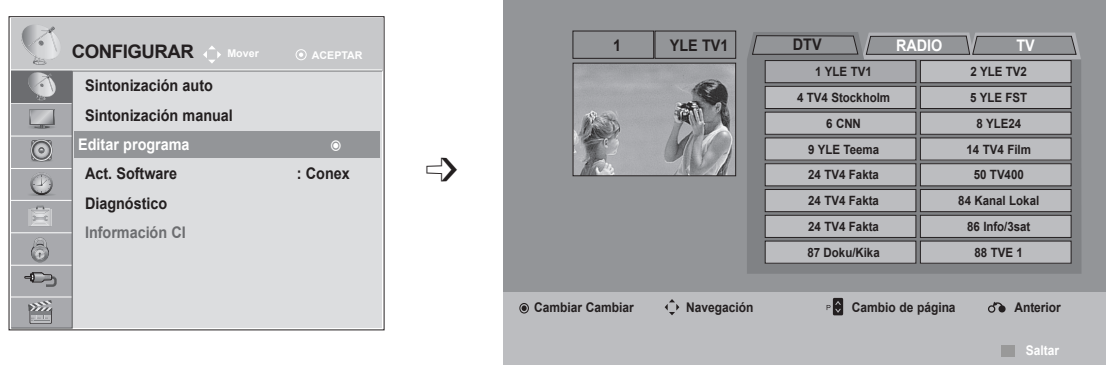 CONFIGURAR Mover ACEPTAR
Sintonización auto
Sintonización manual
Editar programa
Act. Software : Conex
Diagnóstico
Información CI
1 YLE TV1
DTV RADIO TV
1 YLE TV1 2 YLE TV2
4 TV4 Stockholm 5 YLE FST
6 CNN 8 YLE24
9 YLE Teema 14 TV4 Film
24 TV4 Fakta 50 TV400
24 TV4 Fakta 84 Kanal Lokal
24 TV4 Fakta 86 Info/3sat
87 Doku/Kika 88 TVE 1
Cambiar Cambiar Navegación P Cambio de página Anterior
Saltar